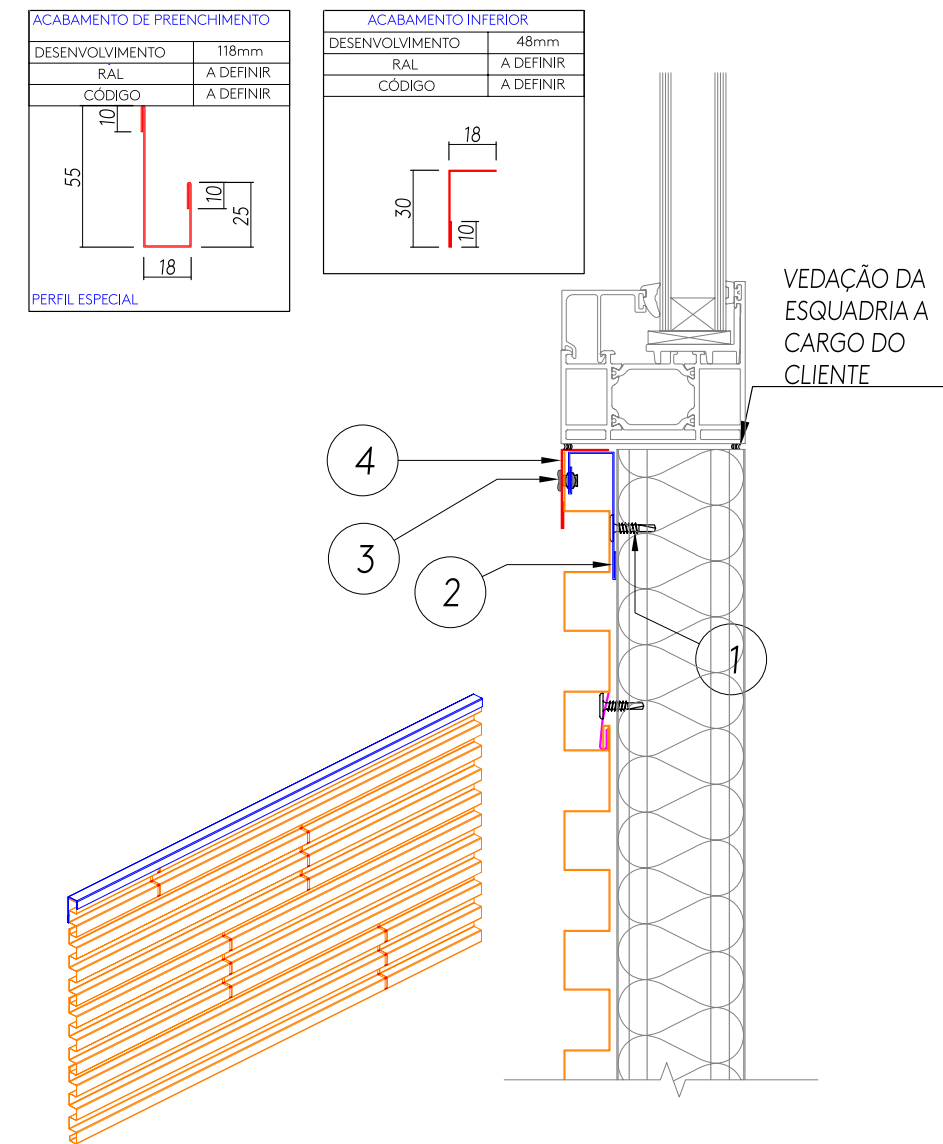 ACABAMENTO DE PREENCHIMENTO
DESENVOLVIMENTO 118mm
RAL A DEFINIR
CÓDIGO A DEFINIR
10
55
10
25
18
PERFIL ESPECIAL
ACABAMENTO INFERIOR
DESENVOLVIMENTO 48mm
RAL A DEFINIR
CÓDIGO A DEFINIR
18
30
10
VEDAÇÃO DA
ESQUADRIA A
CARGO DO
CLIENTE
4
3
2
1